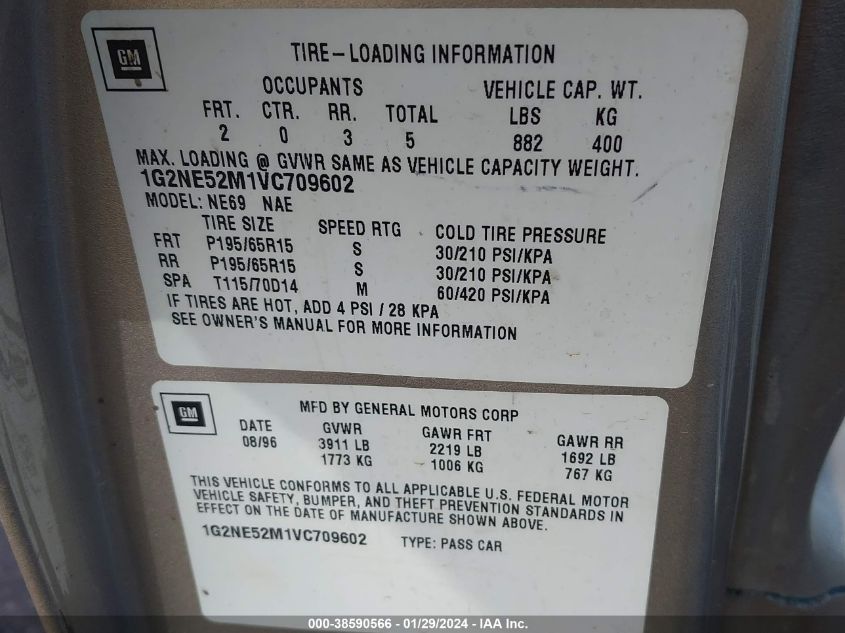 GM
TIRE-LOADING INFORMATION
OCCUPANTS VEHICLE CAP. WT.
FRT. CTR. RR. TOTAL LBS KG
2 0 3 5 882 400
MAX. LOADING @ GVWR SAME AS VEHICLE CAPACITY WEIGHT.
1G2NE52M1VC709602
MODEL: NE69 NAE
TIRE SIZE SPEED RTG COLD TIRE PRESSURE
FRT P195/65R15 S 30/210 PSI/KPA
RR P195/65R15 S 30/210 PSI/KPA
SPA T115/70D14 M 60/420 PSI/KPA
IF TIRES ARE HOT, ADD 4 PSI / 28 KPA
SEE OWNER'S MANUAL FOR MORE INFORMATION
GM
MFD BY GENERAL MOTORS CORP
DATE GVWR GAWR FRT GAWR RR
08/96 3911 LB 2219 LB 1692 LB
1773 KG 1006 KG 767 KG
THIS VEHICLE CONFORMS TO ALL APPLICABLE U.S. FEDERAL MOTOR
VEHICLE SAFETY, BUMPER, AND THEFT PREVENTION STANDARDS IN
EFFECT ON THE DATE OF MANUFACTURE SHOWN ABOVE.
1G2NE52M1VC709602 TYPE: PASS CAR
000-38590566 - 01/29/2024 - IAA Inc.